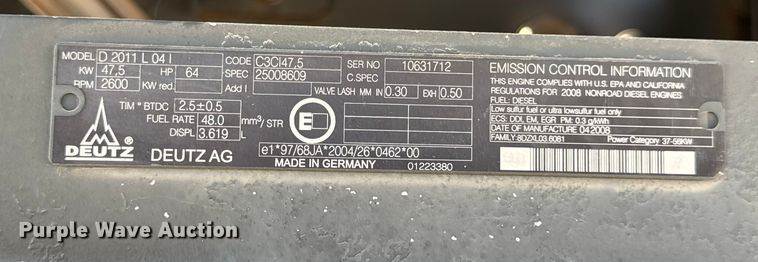 MODEL D 2011 L 04 I CODE C3CI47,5 SER NO 10631712
KW 47,5 HP 64 SPEC 25008609 C.SPEC
RPM 2600 KW red. Add I VALVE LASH MM IN 0.30 EXH 0.50
TIM° BTDC 2.5±0.5
FUEL RATE 48.0 mm³/STR
DISPL 3.619 L
DEUTZ DEUTZ AG
E
e1*97/68JA*2004/26*0462*00
MADE IN GERMANY 01223380
EMISSION CONTROL INFORMATION
THIS ENGINE COMPLIES WITH U.S. EPA AND CALIFORNIA
REGULATIONS FOR 2008 NONROAD DIESEL ENGINES
FUEL: DIESEL
Low sulfur fuel or ultra low sulfur fuel only
ECS: DDI, EM, EGR PM: 0.3 g/kWh
DATE OF MANUFACTURE 04 2008
FAMILY: 8DZXL03.6061 Power Category: 37-56KW
Purple Wave Auction